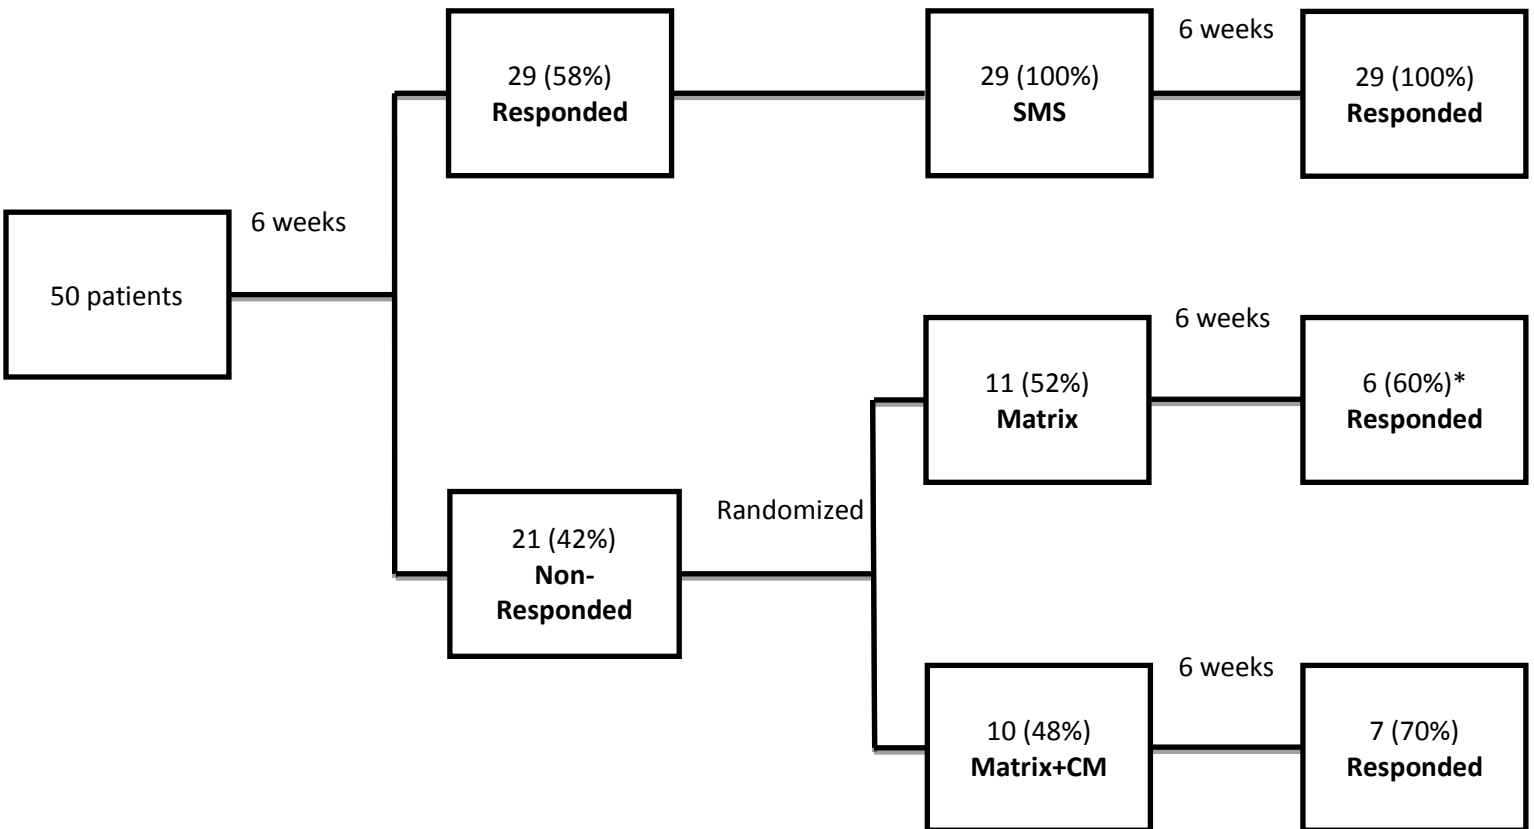 50 patients
6 weeks
29 (58%)
Responded
29 (100%)
SMS
6 weeks
29 (100%)
Responded
21 (42%)
Non-
Responded
Randomized
11 (52%)
Matrix
6 weeks
6 (60%)*
Responded
10 (48%)
Matrix+CM
6 weeks
7 (70%)
Responded